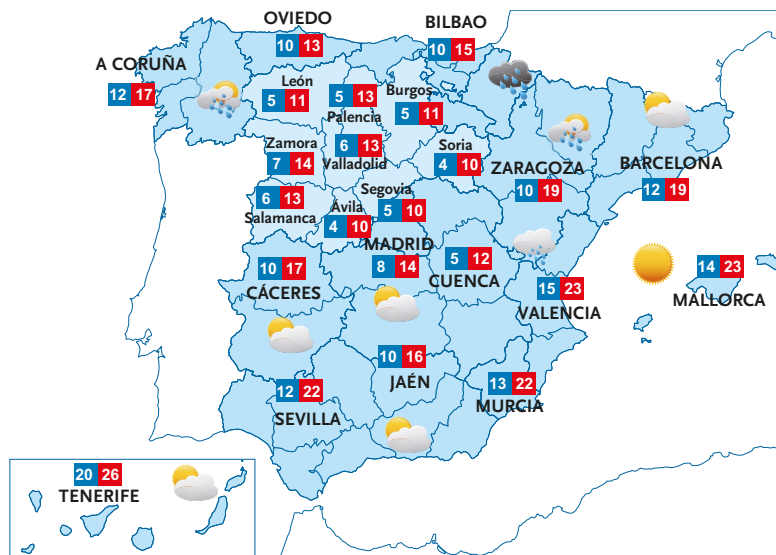 OVIEDO
10 13
BILBAO
10 15
A CORUÑA
12 17
León
5 11
5 13
Palencia
Burgos
5 11
Zamora
7 14
6 13
Valladolid
Soria
4 10
ZARAGOZA
10 19
BARCELONA
12 19
6 13
Salamanca
Ávila
4 10
Segovia
5 10
MADRID
8 14
5 12
CUENCA
10 17
CÁCERES
15 23
VALENCIA
14 23
MALLORCA
10 16
JAÉN
12 22
SEVILLA
13 22
MURCIA
20 26
TENERIFE